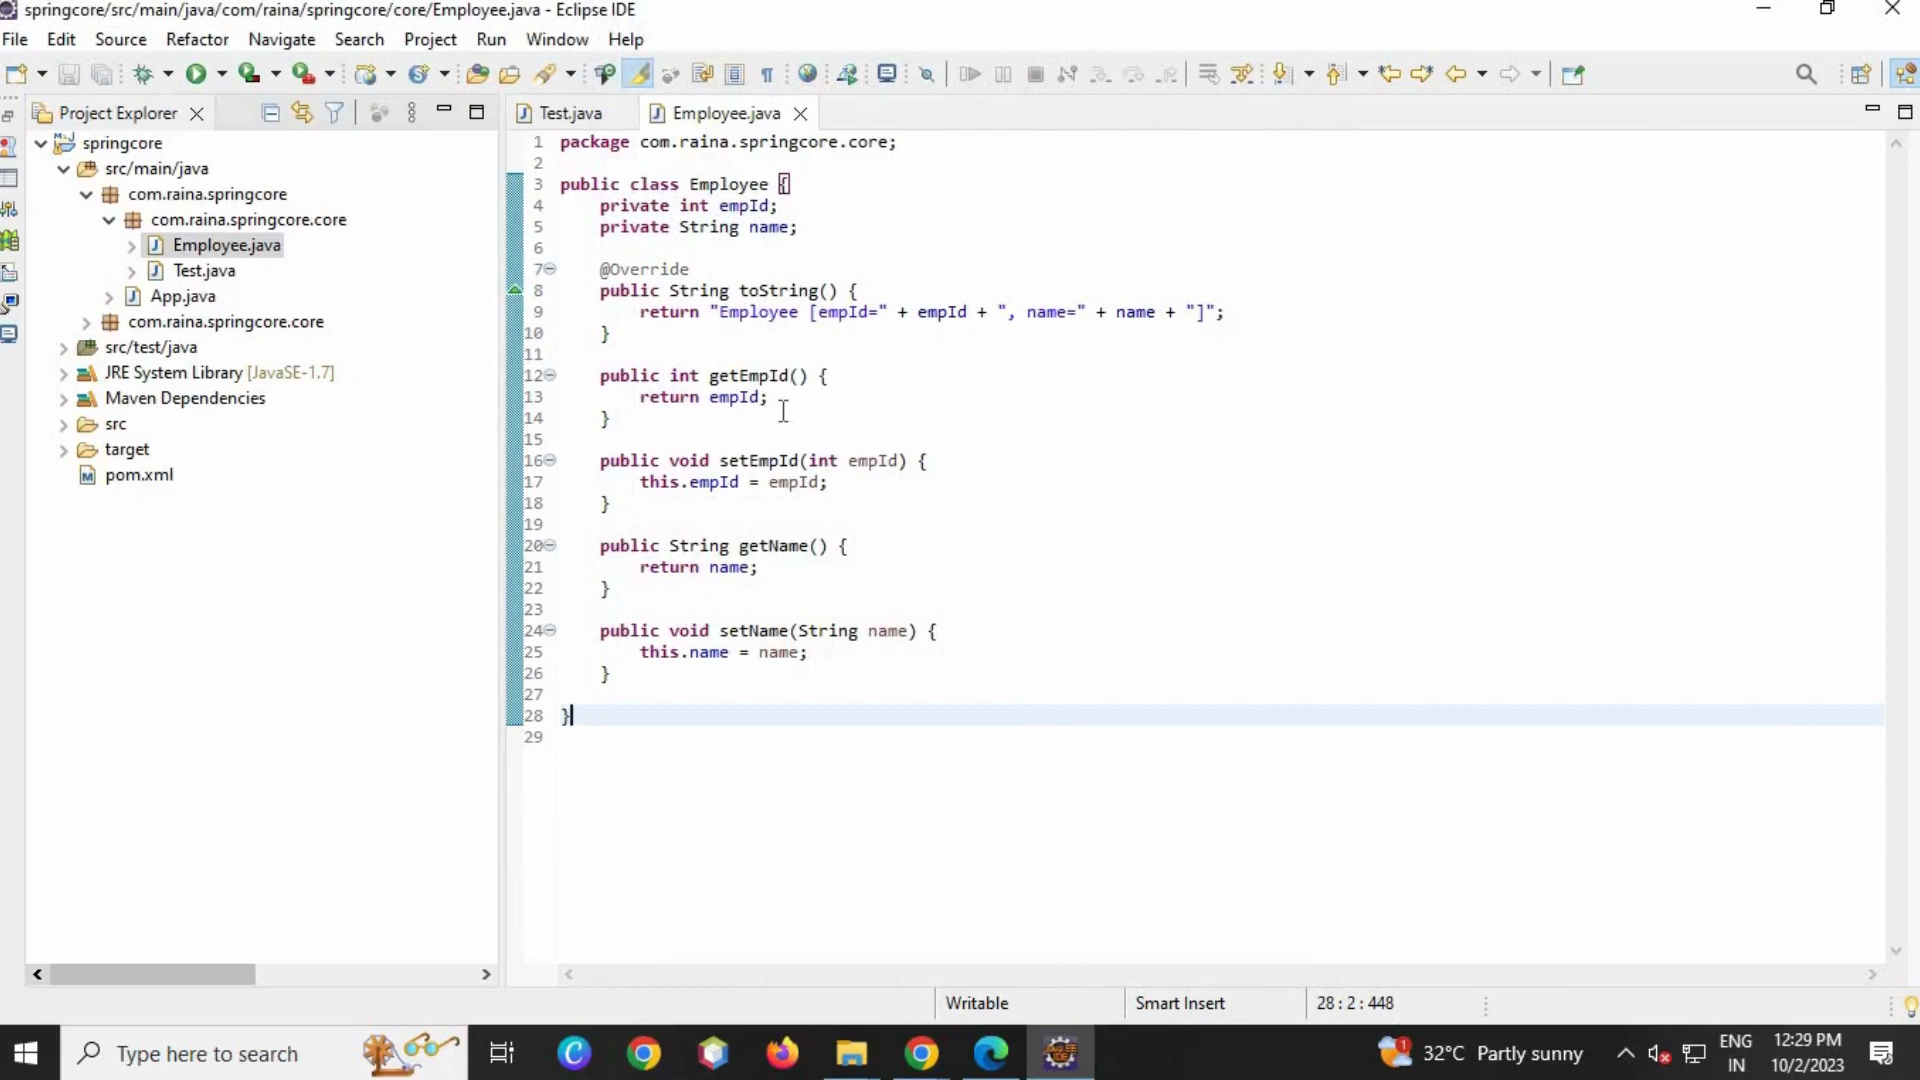 springcore/src/main/java/com/raina/springcore/core/Employee.java - Eclipse IDE
File Edit Source Refactor Navigate Search Project Run Window Help
Project Explorer
springcore
src/main/java
com.raina.springcore
com.raina.springcore.core
Employee.java
Test.java
App.java
com.raina.springcore.core
src/test/java
JRE System Library [JavaSE-1.7]
Maven Dependencies
src
target
pom.xml
Test.java Employee.java
1 package com.raina.springcore.core;
2
3 public class Employee {
4 private int empId;
5 private String name;
6
7 @Override
8 public String toString() {
9 return "Employee [empId=" + empId + ", name=" + name + "]";
10 }
11
12 public int getEmpId() {
13 return empId;
14 }
15
16 public void setEmpId(int empId) {
17 this.empId = empId;
18 }
19
20 public String getName() {
21 return name;
22 }
23
24 public void setName(String name) {
25 this.name = name;
26 }
27
28 }
29
Writable Smart Insert 28 : 2 : 448
Type here to search
1
32°C Partly sunny
ENG
IN
12:29 PM
10/2/2023